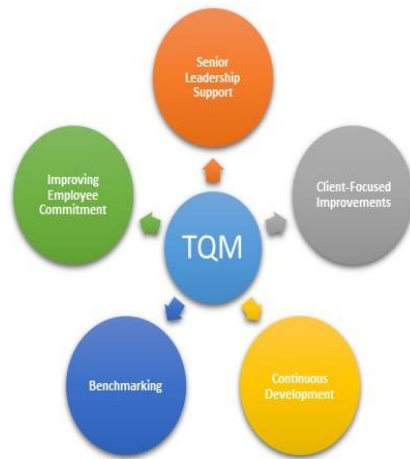 Senior
Leadership
Support
Improving
Employee
Commitment
Client-Focused
Improvements
TQM
Benchmarking
Continuous
Development